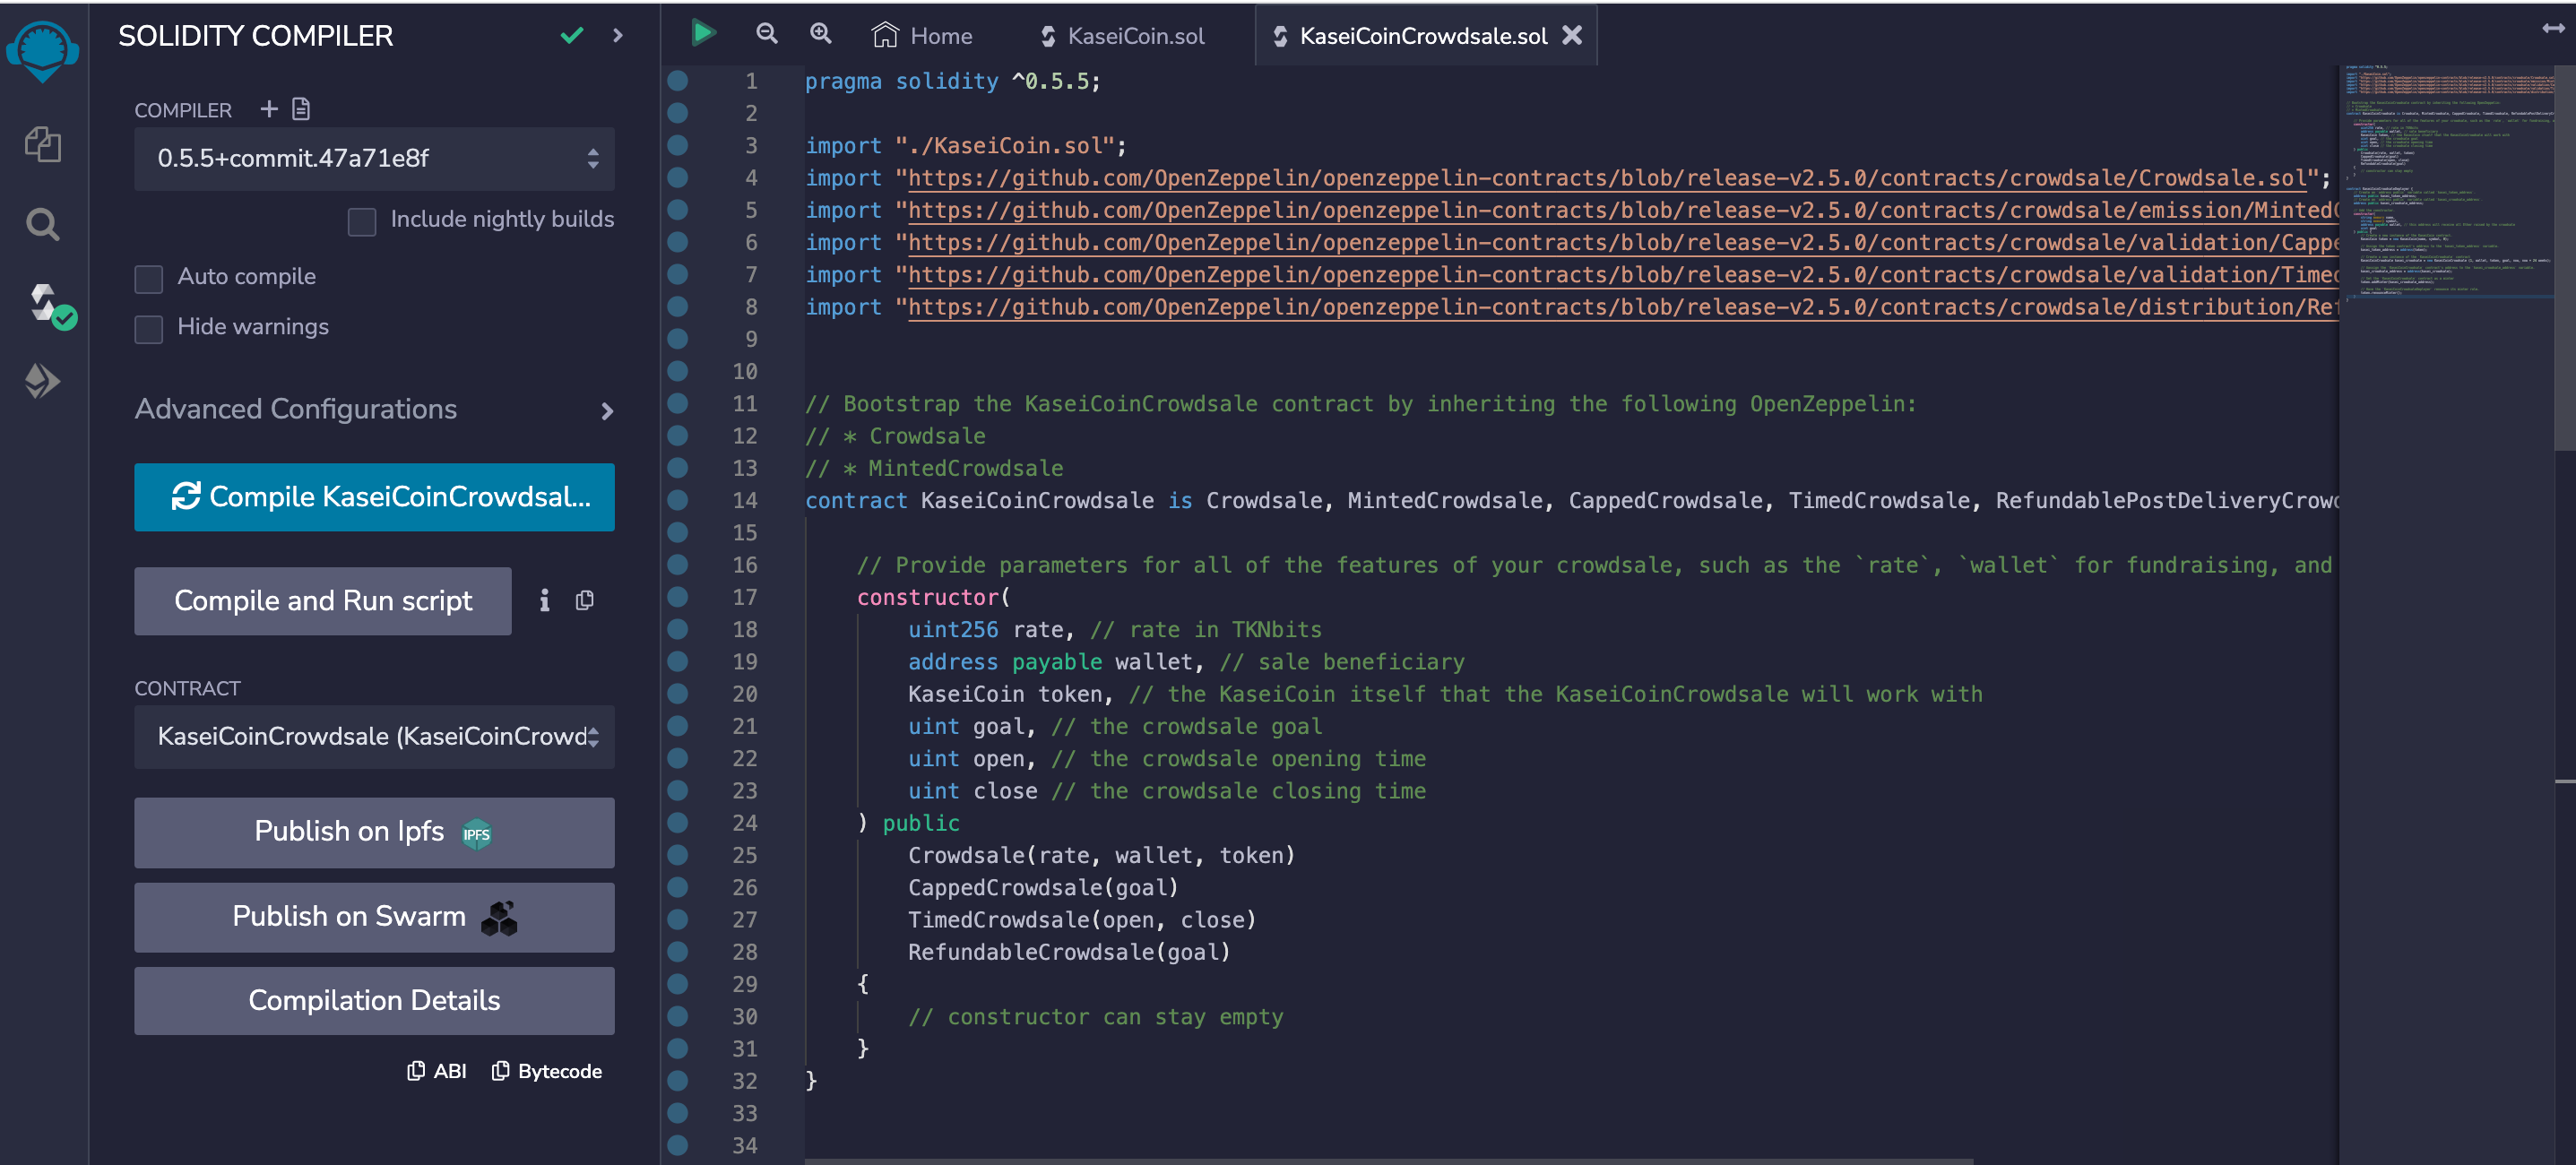 SOLIDITY COMPILER
COMPILER
0.5.5+commit.47a71e8f
Include nightly builds
Auto compile
Hide warnings
Advanced Configurations
Compile KaseiCoinCrowdsal...
Compile and Run script
CONTRACT
KaseiCoinCrowdsale (KaseiCoinCrowd
Publish on Ipfs IPFS
Publish on Swarm
Compilation Details
ABI Bytecode
Home KaseiCoin.sol KaseiCoinCrowdsale.sol
1 pragma solidity ^0.5.5;
2
3 import "./KaseiCoin.sol";
4 import "https://github.com/OpenZeppelin/openzeppelin-contracts/blob/release-v2.5.0/contracts/crowdsale/Crowdsale.sol";
5 import "https://github.com/OpenZeppelin/openzeppelin-contracts/blob/release-v2.5.0/contracts/crowdsale/emission/Minted
6 import "https://github.com/OpenZeppelin/openzeppelin-contracts/blob/release-v2.5.0/contracts/crowdsale/validation/Cappe
7 import "https://github.com/OpenZeppelin/openzeppelin-contracts/blob/release-v2.5.0/contracts/crowdsale/validation/Timed
8 import "https://github.com/OpenZeppelin/openzeppelin-contracts/blob/release-v2.5.0/contracts/crowdsale/distribution/Ref
9
10
11 // Bootstrap the KaseiCoinCrowdsale contract by inheriting the following OpenZeppelin:
12 // * Crowdsale
13 // * MintedCrowdsale
14 contract KaseiCoinCrowdsale is Crowdsale, MintedCrowdsale, CappedCrowdsale, TimedCrowdsale, RefundablePostDeliveryCrowd
15
16 // Provide parameters for all of the features of your crowdsale, such as the `rate`, `wallet` for fundraising, and
17 constructor(
18 uint256 rate, // rate in TKNbits
19 address payable wallet, // sale beneficiary
20 KaseiCoin token, // the KaseiCoin itself that the KaseiCoinCrowdsale will work with
21 uint goal, // the crowdsale goal
22 uint open, // the crowdsale opening time
23 uint close // the crowdsale closing time
24 ) public
25 Crowdsale(rate, wallet, token)
26 CappedCrowdsale(goal)
27 TimedCrowdsale(open, close)
28 RefundableCrowdsale(goal)
29 {
30 // constructor can stay empty
31 }
32 }
33
34